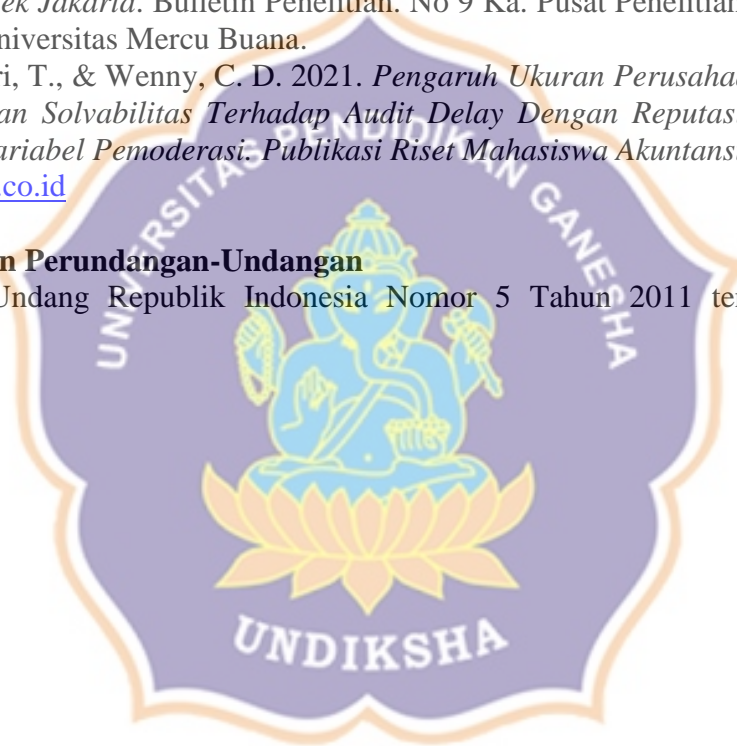 ek Jakarta. Bulletin Penelitian. No 9 Ka. Pusat Penelitian
niversitas Mercu Buana.
ri, T., & Wenny, C. D. 2021. Pengaruh Ukuran Perusaha
an Solvabilitas Terhadap Audit Delay Dengan Reputas
ariabel Pemoderasi. Publikasi Riset Mahasiswa Akuntans
.co.id
n Perundangan-Undangan
Undang Republik Indonesia Nomor 5 Tahun 2011 te
UNIVERSITAS PENDIDIKAN GANESHA
UNDIKSHA